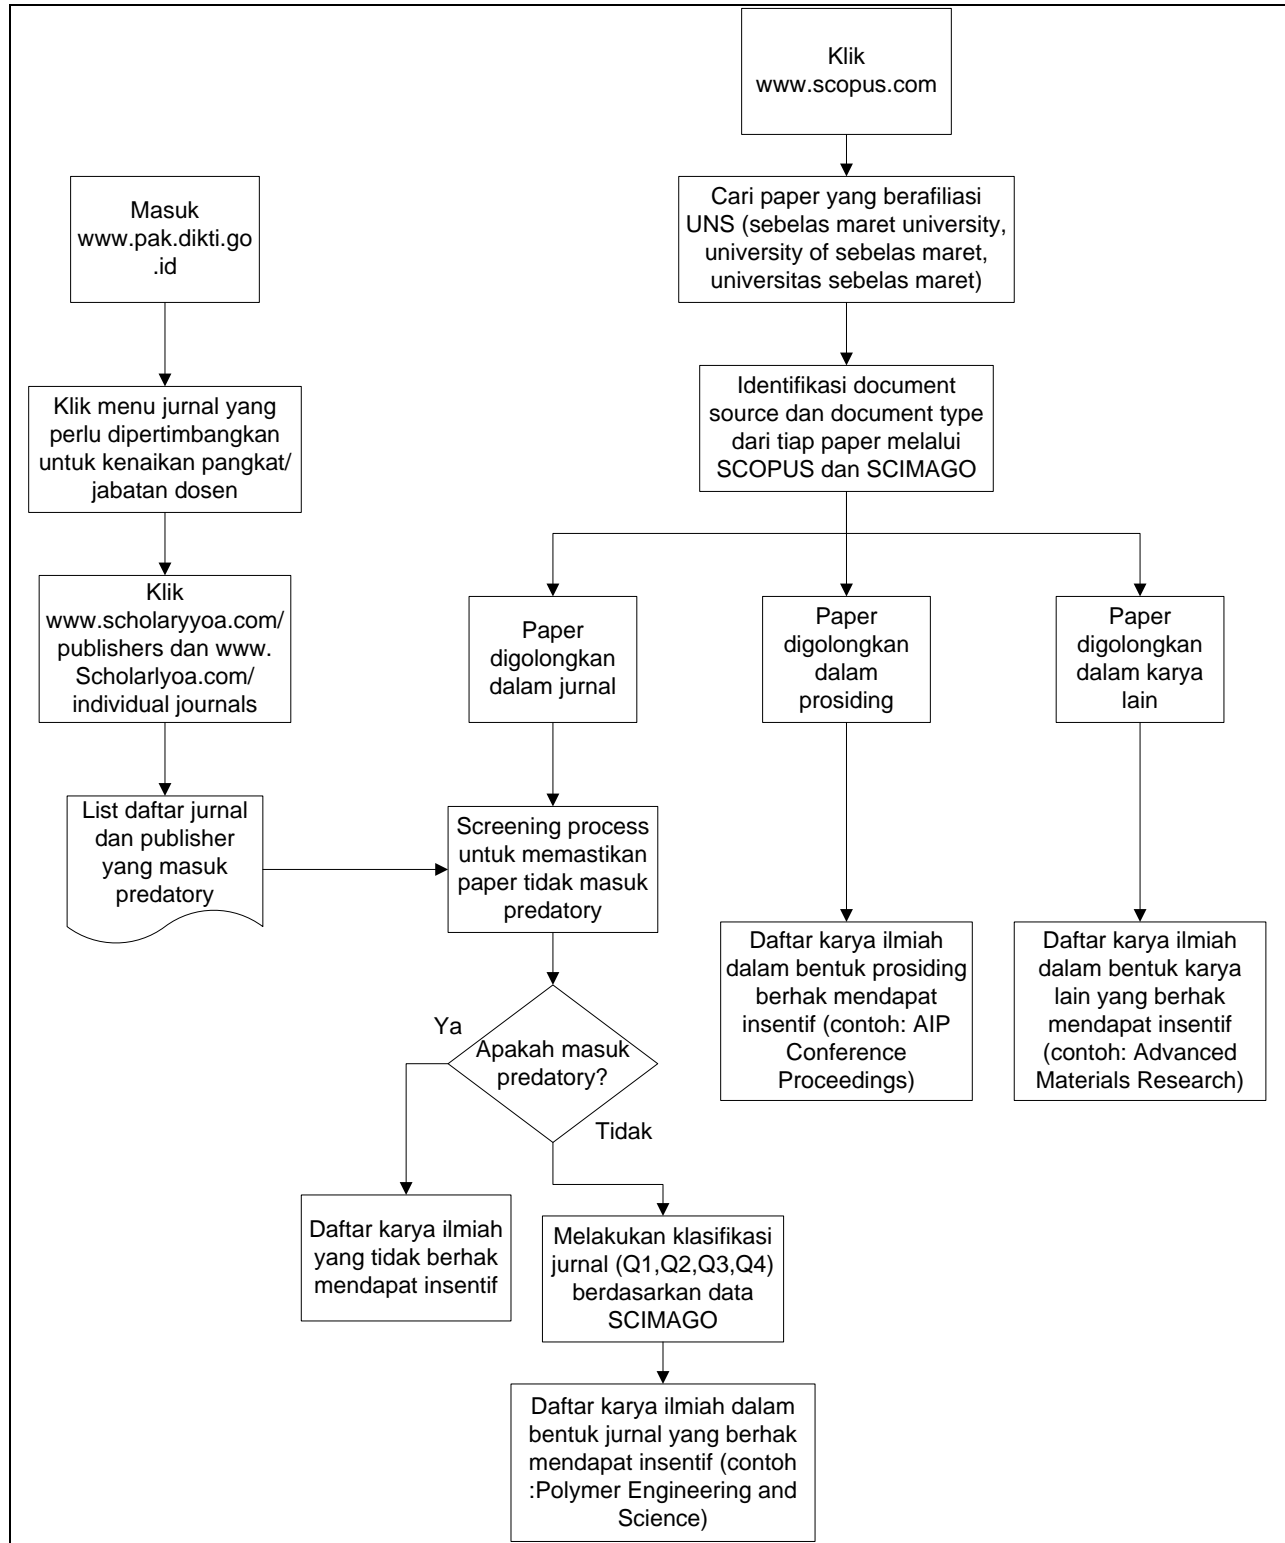 Klik
www.scopus.com
Masuk
www.pak.dikti.go
.id
Cari paper yang berafiliasi
UNS (sebelas maret university,
university of sebelas maret,
universitas sebelas maret)
Klik menu jurnal yang
perlu dipertimbangkan
untuk kenaikan pangkat/
jabatan dosen
Identifikasi document
source dan document type
dari tiap paper melalui
SCOPUS dan SCIMAGO
Klik
www.scholaryyoa.com/
publishers dan www.
Scholarlyoa.com/
individual journals
Paper
digolongkan
dalam jurnal
Paper
digolongkan
dalam
prosiding
Paper
digolongkan
dalam karya
lain
List daftar jurnal
dan publisher
yang masuk
predatory
Screening process
untuk memastikan
paper tidak masuk
predatory
Daftar karya ilmiah
dalam bentuk prosiding
berhak mendapat
insentif (contoh: AIP
Conference
Proceedings)
Daftar karya ilmiah
dalam bentuk karya
lain yang berhak
mendapat insentif
(contoh: Advanced
Materials Research)
Ya
Apakah masuk
predatory?
Tidak
Daftar karya ilmiah
yang tidak berhak
mendapat insentif
Melakukan klasifikasi
jurnal (Q1,Q2,Q3,Q4)
berdasarkan data
SCIMAGO
Daftar karya ilmiah dalam
bentuk jurnal yang berhak
mendapat insentif (contoh
:Polymer Engineering and
Science)